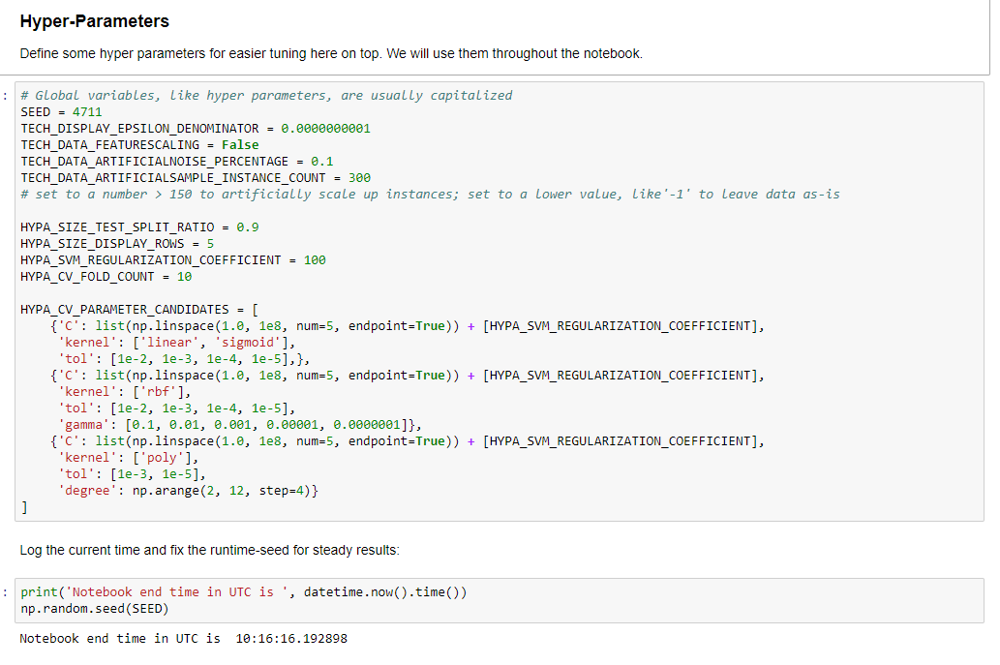 Hyper-Parameters
Define some hyper parameters for easier tuning here on top. We will use them throughout the notebook.
: # Global variables, like hyper parameters, are usually capitalized
SEED = 4711
TECH_DISPLAY_EPSILON_DENOMINATOR = 0.0000000001
TECH_DATA_FEATURESCALING = False
TECH_DATA_ARTIFICIALNOISE_PERCENTAGE = 0.1
TECH_DATA_ARTIFICIALSAMPLE_INSTANCE_COUNT = 300
# set to a number > 150 to artificially scale up instances; set to a lower value, like'-1' to leave data as-is
HYPA_SIZE_TEST_SPLIT_RATIO = 0.9
HYPA_SIZE_DISPLAY_ROWS = 5
HYPA_SVM_REGULARIZATION_COEFFICIENT = 100
HYPA_CV_FOLD_COUNT = 10
HYPA_CV_PARAMETER_CANDIDATES = [
    {'C': list(np.linspace(1.0, 1e8, num=5, endpoint=True)) + [HYPA_SVM_REGULARIZATION_COEFFICIENT],
     'kernel': ['linear', 'sigmoid'],
     'tol': [1e-2, 1e-3, 1e-4, 1e-5],},
    {'C': list(np.linspace(1.0, 1e8, num=5, endpoint=True)) + [HYPA_SVM_REGULARIZATION_COEFFICIENT],
     'kernel': ['rbf'],
     'tol': [1e-2, 1e-3, 1e-4, 1e-5],
     'gamma': [0.1, 0.01, 0.001, 0.00001, 0.0000001]},
    {'C': list(np.linspace(1.0, 1e8, num=5, endpoint=True)) + [HYPA_SVM_REGULARIZATION_COEFFICIENT],
     'kernel': ['poly'],
     'tol': [1e-3, 1e-5],
     'degree': np.arange(2, 12, step=4)}
]
Log the current time and fix the runtime-seed for steady results:
: print('Notebook end time in UTC is ', datetime.now().time())
np.random.seed(SEED)
Notebook end time in UTC is  10:16:16.192898